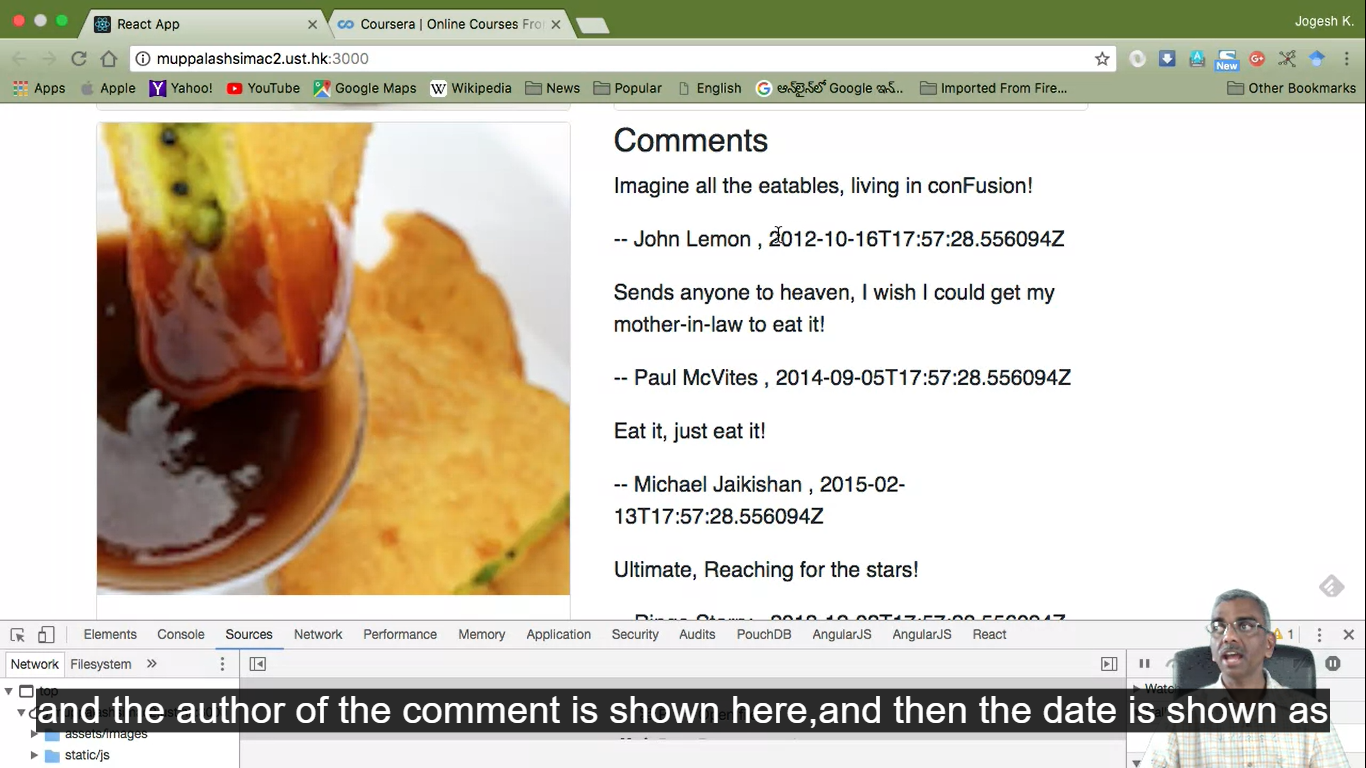 React App
Coursera | Online Courses Fro
Jogesh K.
muppalashsimac2.ust.hk:3000
New
Apps Apple Yahoo! YouTube Google Maps Wikipedia News Popular English Google Imported From Fire... Other Bookmarks
Comments
Imagine all the eatables, living in conFusion!
-- John Lemon , 2012-10-16T17:57:28.556094Z
Sends anyone to heaven, I wish I could get my
mother-in-law to eat it!
-- Paul McVites , 2014-09-05T17:57:28.556094Z
Eat it, just eat it!
-- Michael Jaikishan , 2015-02-
13T17:57:28.556094Z
Ultimate, Reaching for the stars!
-- Ringo Starry
Elements Console Sources Network Performance Memory Application Security Audits PouchDB AngularJS AngularJS React 1
Network Filesystem »
top
and the author of the comment is shown here,and then the date is shown as
assets/images
static/js